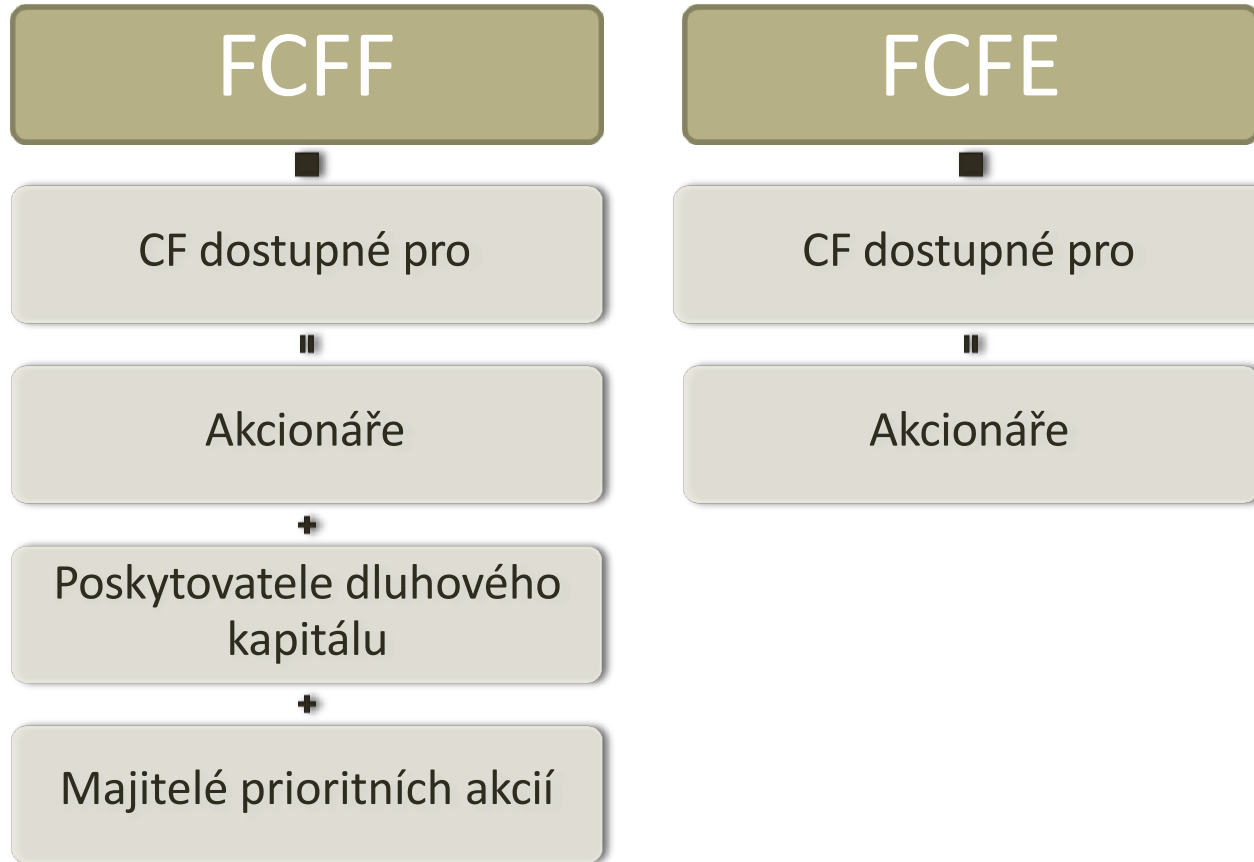 FCFF
CF dostupné pro
=
Akcionáře
+
Poskytovatele dluhového
kapitálu
+
Majitelé prioritních akcií
FCFE
CF dostupné pro
=
Akcionáře